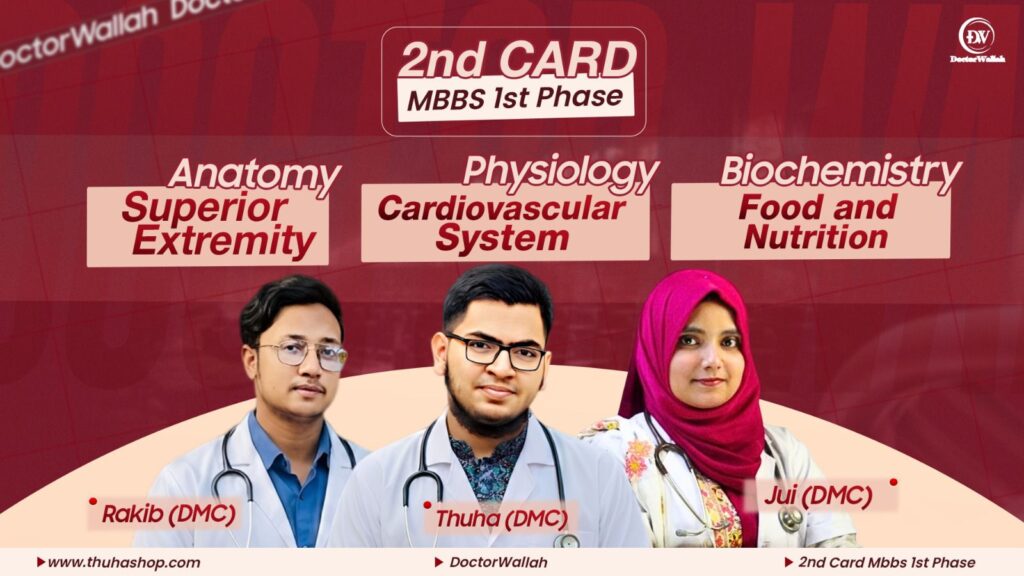 DoctorWallah Doc
DW
DoctorWallah
2nd CARD
MBBS 1st Phase
Anatomy
Superior
Extremity
Physiology
Cardiovascular
System
Biochemistry
Food and
Nutrition
Rakib (DMC)
Thuha (DMC)
Jui (DMC)
www.thuhashop.com
DoctorWallah
2nd Card Mbbs 1st Phase